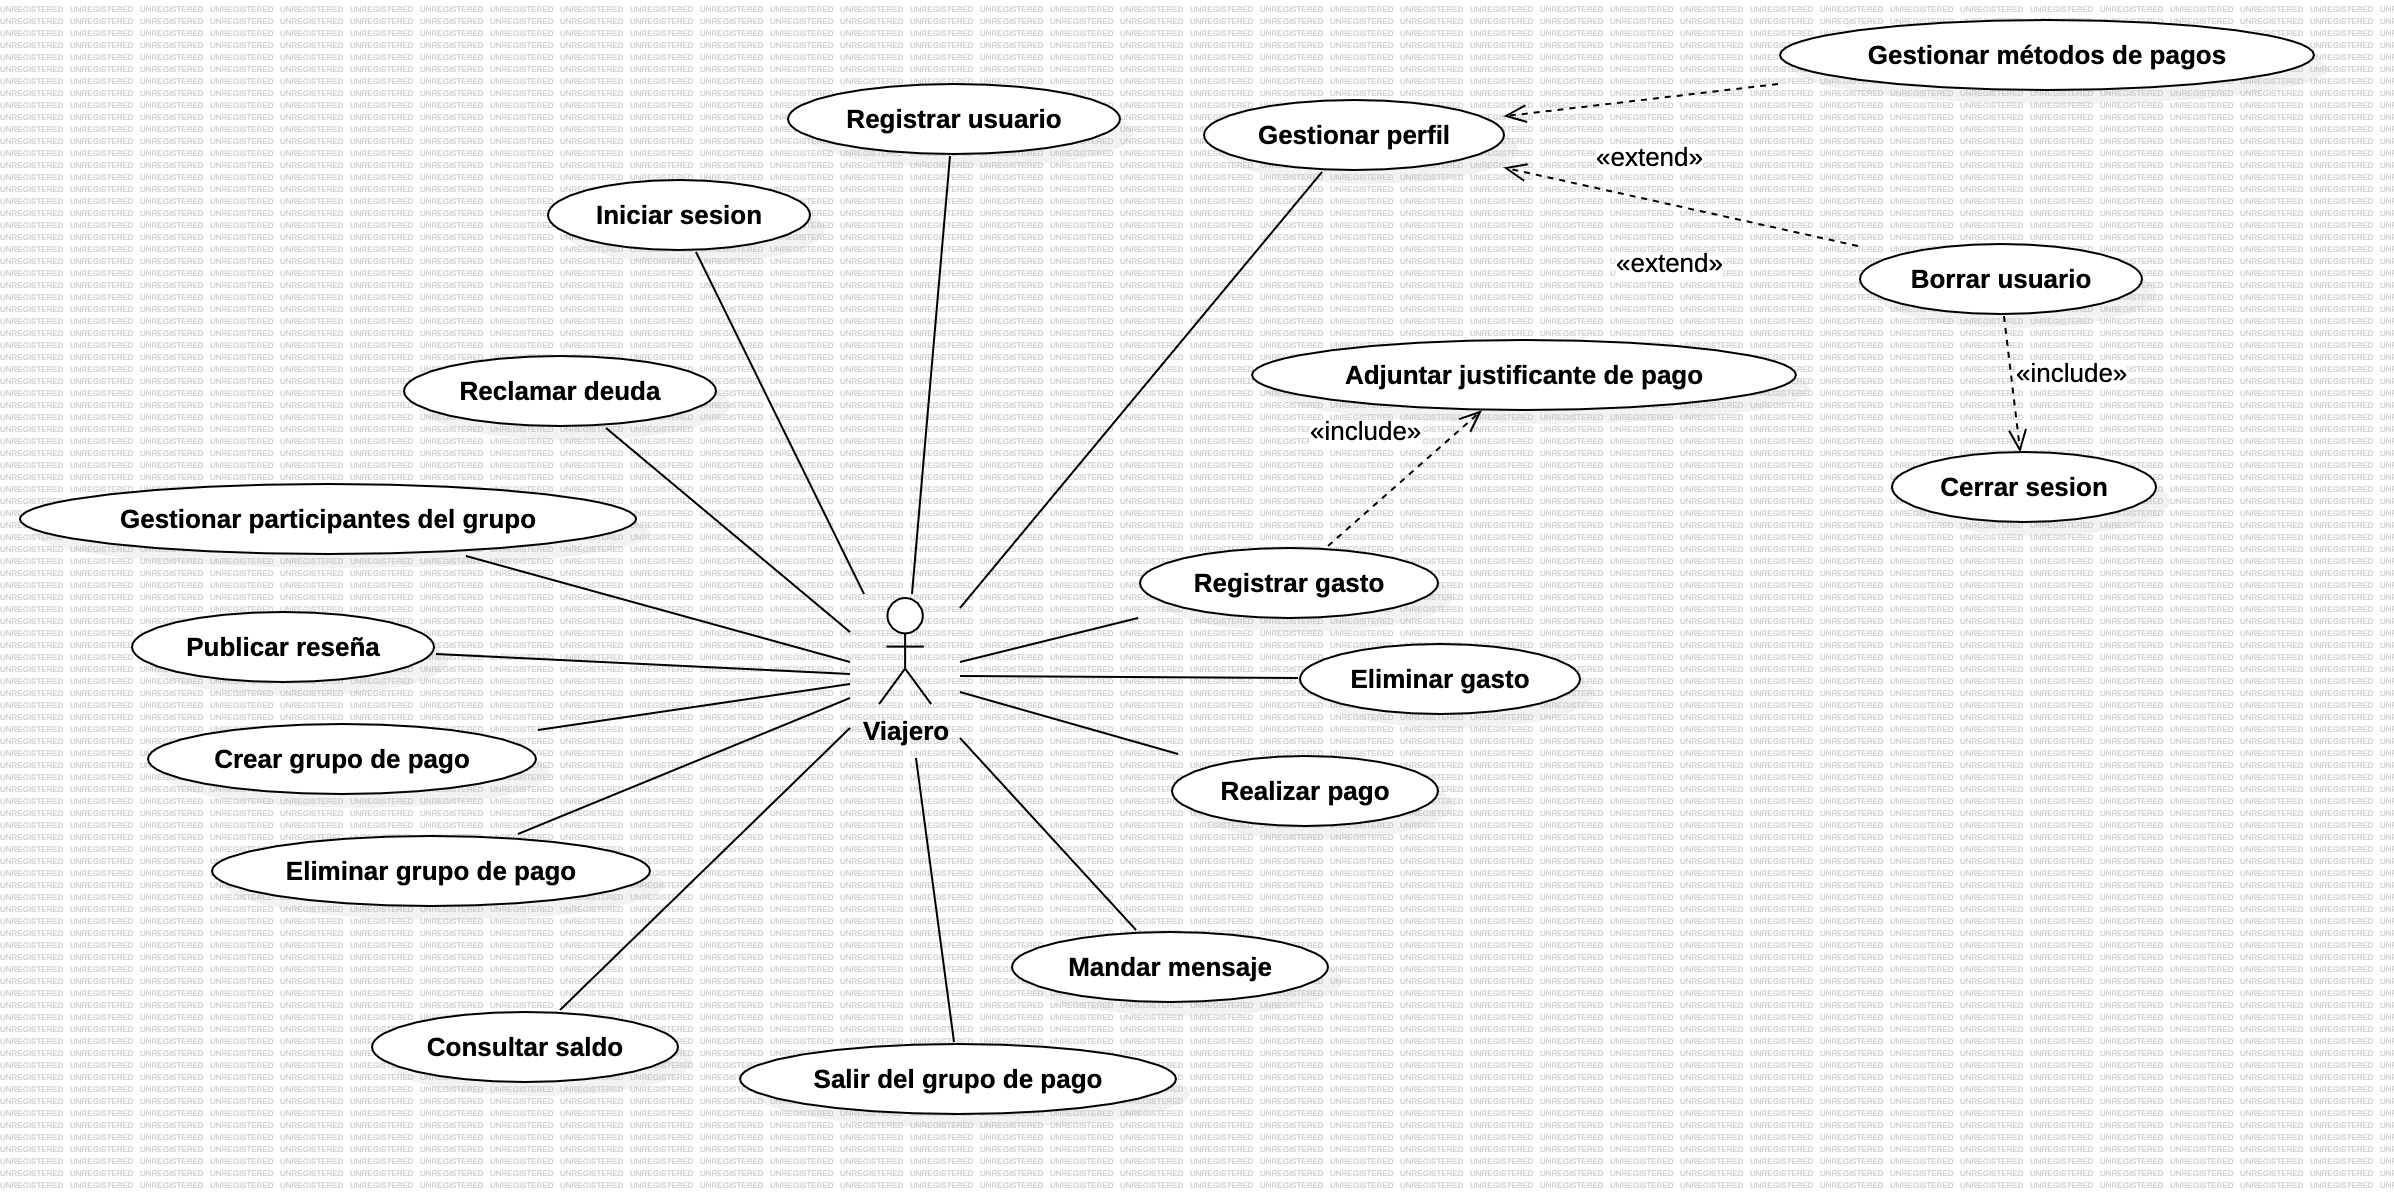 Gestionar métodos de pagos
Registrar usuario
Gestionar perfil
«extend»
Iniciar sesion
«extend»
Borrar usuario
Reclamar deuda
Adjuntar justificante de pago
«include»
«include»
Cerrar sesion
Gestionar participantes del grupo
Registrar gasto
Publicar reseña
Eliminar gasto
Viajero
Crear grupo de pago
Realizar pago
Eliminar grupo de pago
Mandar mensaje
Consultar saldo
Salir del grupo de pago
UNREGISTERED